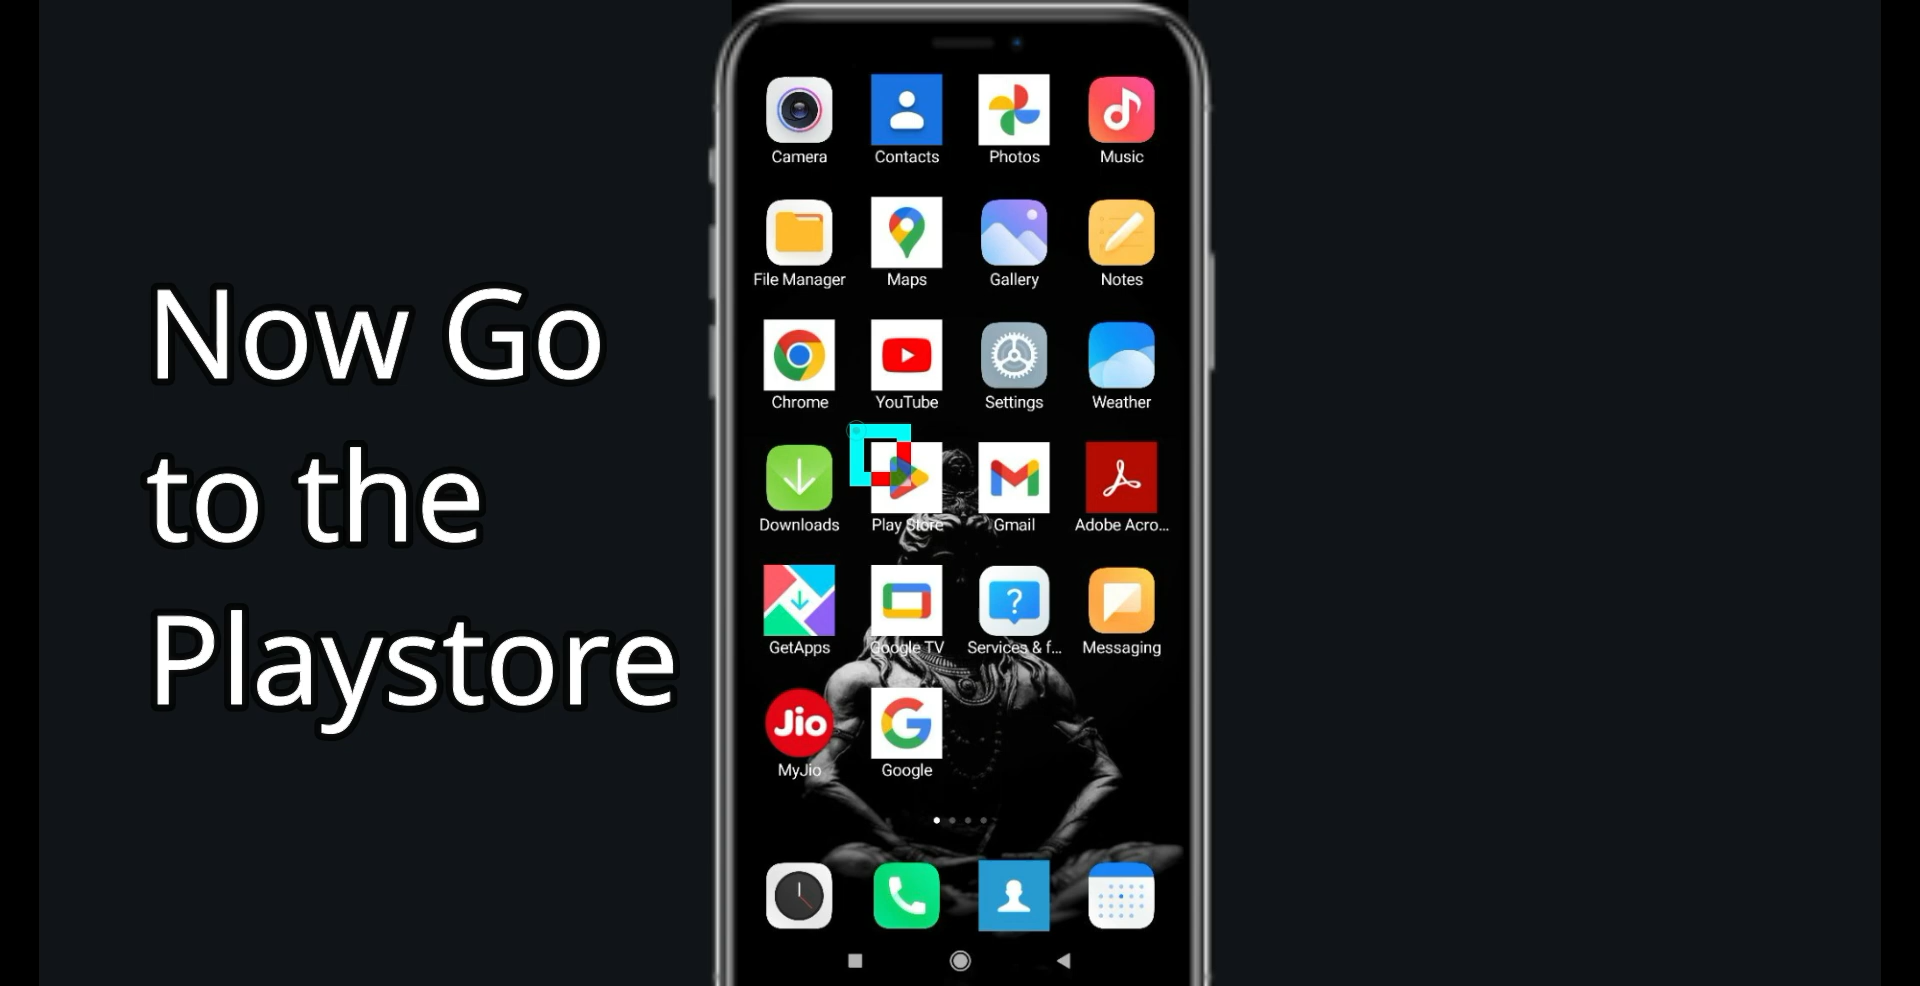 Now Go
to the
Playstore
Camera
Contacts
Photos
Music
File Manager
Maps
Gallery
Notes
Chrome
YouTube
Settings
Weather
Downloads
Play Store
Gmail
Adobe Acro...
GetApps
Google TV
?
Services & f...
Messaging
Jio
MyJio
G
Google